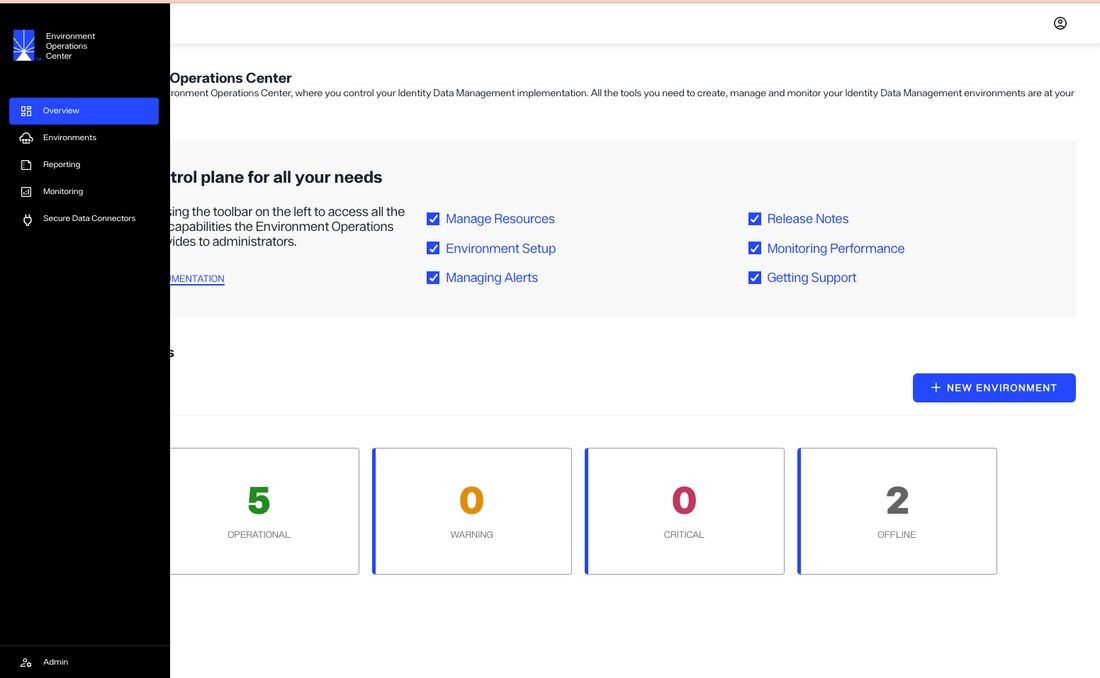 Environment
Operations
Center
Overview
Environments
Reporting
Monitoring
Secure Data Connectors
Admin
Operations Center
ronment Operations Center, where you control your Identity Data Management implementation. All the tools you need to create, manage and monitor your Identity Data Management environments are at your
trol plane for all your needs
sing the toolbar on the left to access all the
capabilities the Environment Operations
vides to administrators.
MENTATION
Manage Resources
Environment Setup
Managing Alerts
Release Notes
Monitoring Performance
Getting Support
s
NEW ENVIRONMENT
5
OPERATIONAL
0
WARNING
0
CRITICAL
2
OFFLINE